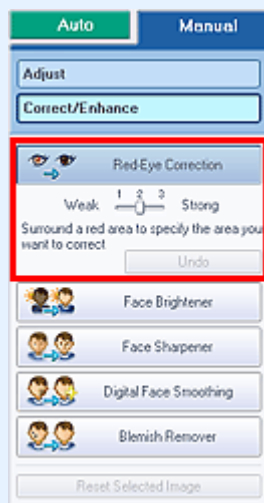 Auto Manual
Adjust
Correct/Enhance
Red-Eye Correction
1 2 3
Weak Strong
Surround a red area to specify the area you
want to correct
Undo
Face Brightener
Face Sharpener
Digital Face Smoothing
Blemish Remover
Reset Selected Image